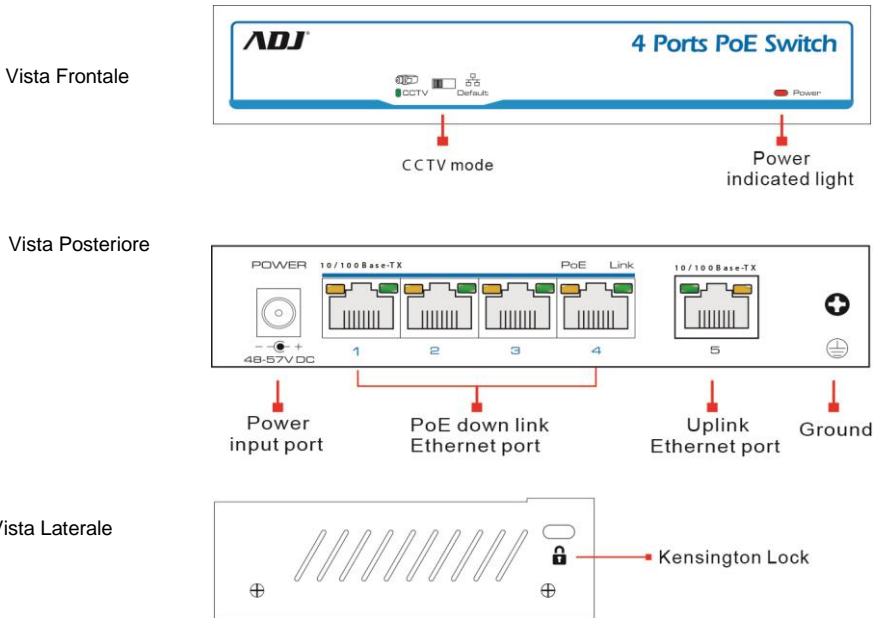 ADJ
4 Ports PoE Switch
Vista Frontale
CCTV
Default
Power
CCTV mode
Power
indicated light
Vista Posteriore
POWER
10/100Base-TX
PoE
Link
10/100Base-TX
- +
48-57V DC
1
2
3
4
5
Power
input port
PoE down link
Ethernet port
Uplink
Ethernet port
Ground
Vista Laterale
Kensington Lock